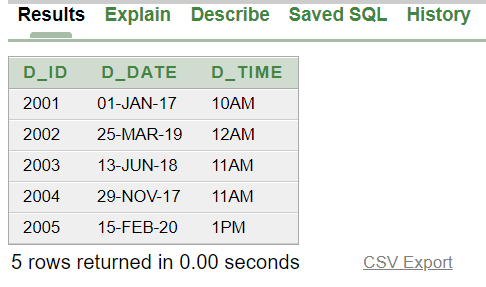 Results Explain Describe Saved SQL History
D_ID D_DATE D_TIME
2001 01-JAN-17 10AM
2002 25-MAR-19 12AM
2003 13-JUN-18 11AM
2004 29-NOV-17 11AM
2005 15-FEB-20 1PM
5 rows returned in 0.00 seconds CSV Export